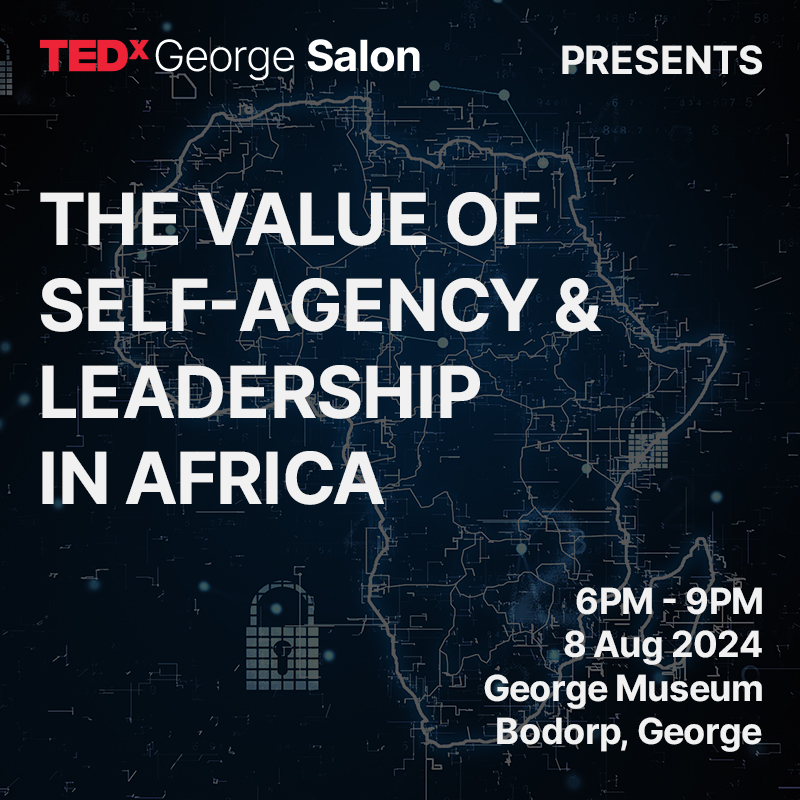 TEDx George Salon
PRESENTS
THE VALUE OF
SELF-AGENCY &
LEADERSHIP
IN AFRICA
6PM - 9PM
8 Aug 2024
George Museum
Bodorp, George